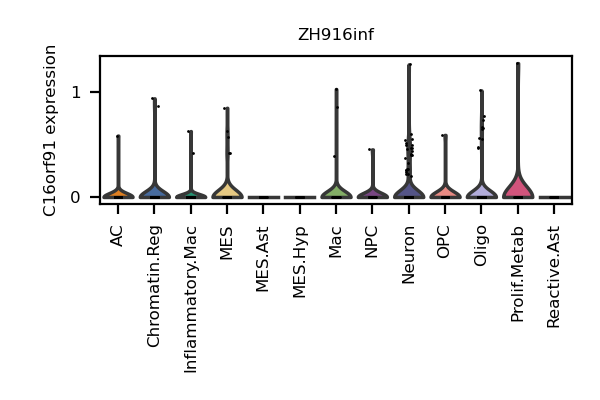 ZH916inf
C16orf91 expression
1
0
AC
Chromatin.Reg
Inflammatory.Mac
MES
MES.Ast
MES.Hyp
Mac
NPC
Neuron
OPC
Oligo
Prolif.Metab
Reactive.Ast